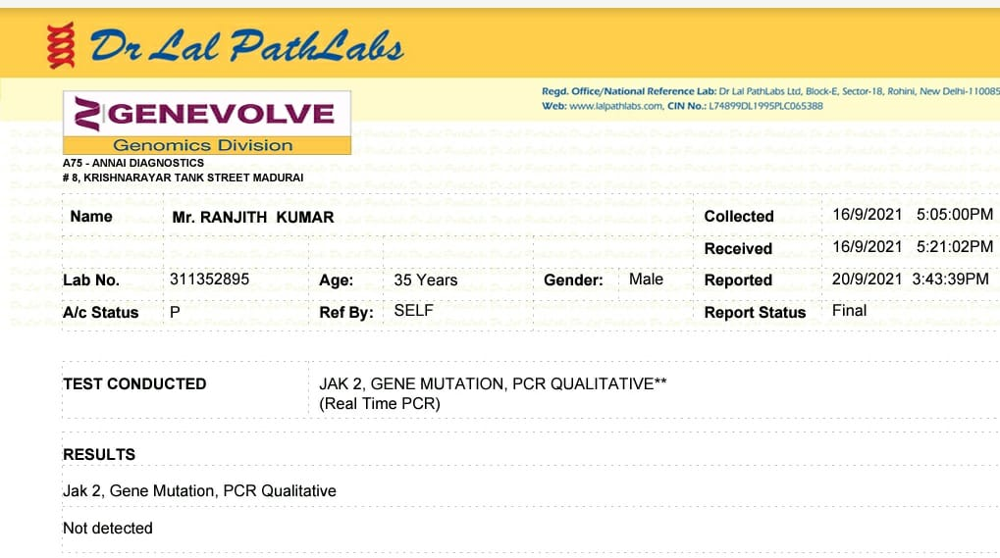 Dr Lal PathLabs
Regd. Office/National Reference Lab: Dr Lal PathLabs Ltd, Block-E, Sector-18, Rohini, New Delhi-110085
Web: www.lalpathlabs.com, CIN No.: L74899DL1995PLC065388
GENEVOLVE
Genomics Division
A75 - ANNAI DIAGNOSTICS
# 8, KRISHNARAYAR TANK STREET MADURAI
Name Mr. RANJITH KUMAR Collected 16/9/2021 5:05:00PM
Received 16/9/2021 5:21:02PM
Lab No. 311352895 Age: 35 Years Gender: Male Reported 20/9/2021 3:43:39PM
A/c Status P Ref By: SELF Report Status Final
TEST CONDUCTED JAK 2, GENE MUTATION, PCR QUALITATIVE**
(Real Time PCR)
RESULTS
Jak 2, Gene Mutation, PCR Qualitative
Not detected